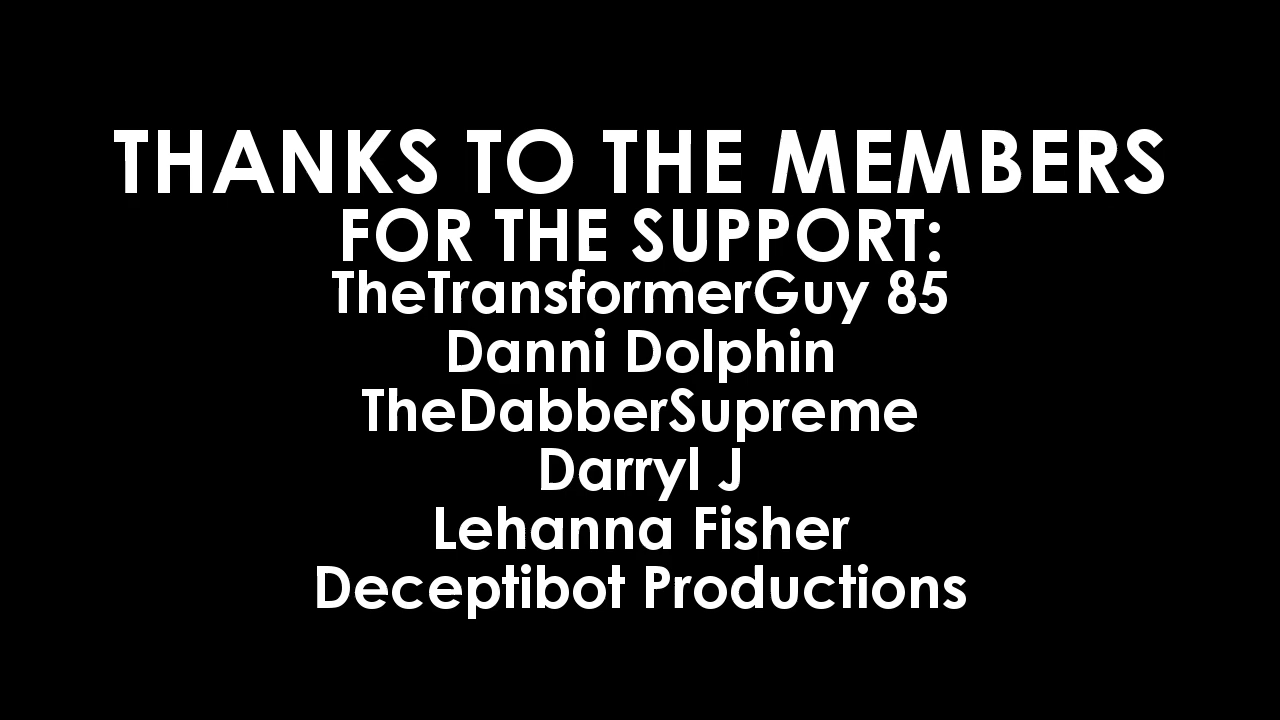 THANKS TO THE MEMBERS
FOR THE SUPPORT:
TheTransformerGuy 85
Danni Dolphin
TheDabberSupreme
Darryl J
Lehanna Fisher
Deceptibot Productions